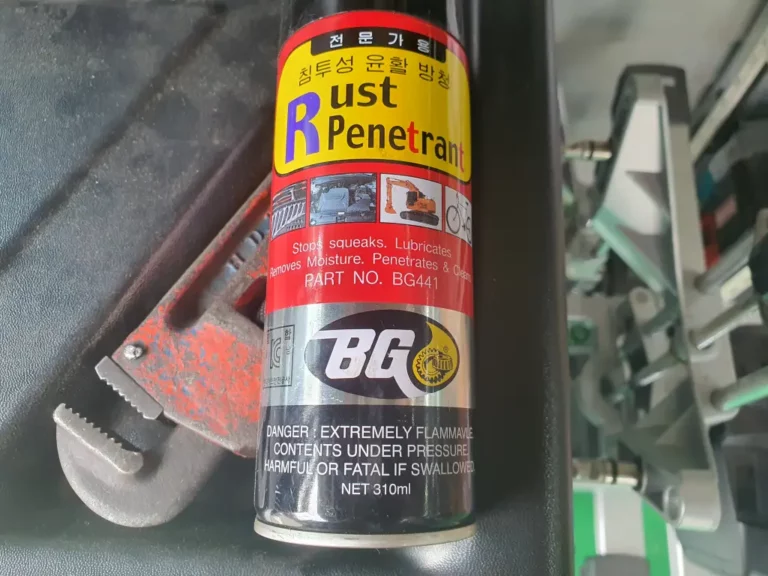 전문가용
침투성 윤활 방청
Rust
Penetrant
Stops squeaks. Lubricates
Removes Moisture. Penetrates & Cleans
PART NO. BG441
BG
DANGER : EXTREMELY FLAMMAVLE
CONTENTS UNDER PRESSURE.
HARMFUL OR FATAL IF SWALLOWED
NET 310ml